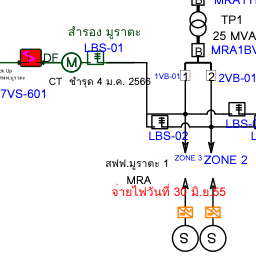 B
TP1
25 MVA
สำรอง มูราตะ
LBS-01
B
MRA1BV
DF
M
CT ชำรุด 4 ม.ค. 2566
1VB-01
1
2
2VB-01
7VS-601
LBS-02
ZONE 3
ZONE 2
สฟฟ.มูราตะ 1
MRA
จ่ายไฟวันที่ 30 มิ.ย.55
S
S